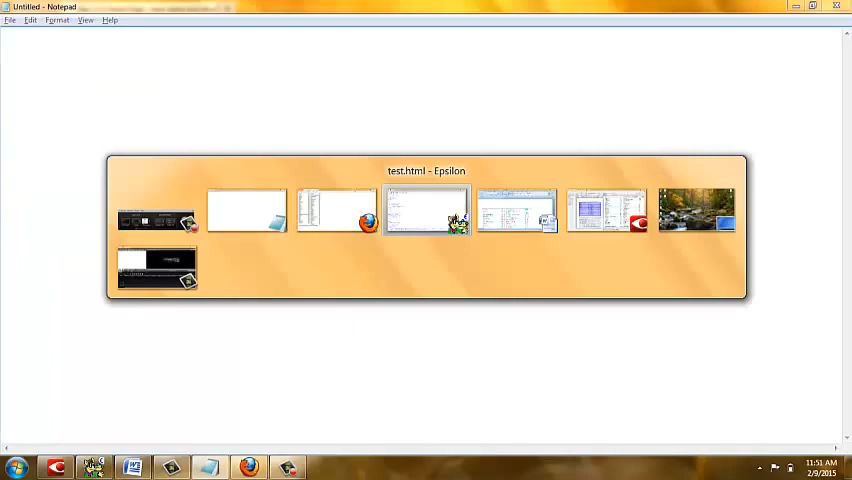 Untitled - Notepad
File Edit Format View Help
test.html - Epsilon
11:51 AM
2/9/2015